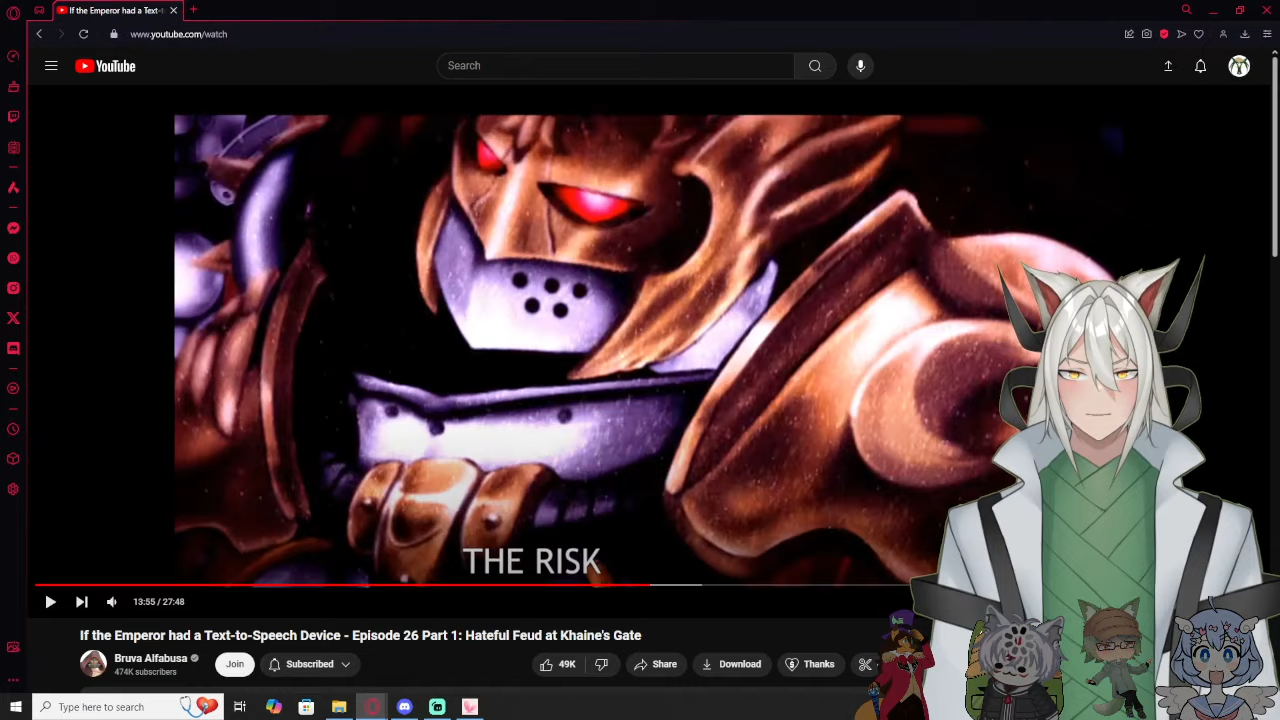 If the Emperor had a Text-to-
www.youtube.com/watch
YouTube
Search
THE RISK
13:55 / 27:48
If the Emperor had a Text-to-Speech Device - Episode 26 Part 1: Hateful Feud at Khaine's Gate
Bruva Alfabusa
474K subscribers
Join
Subscribed
49K
Share
Download
Thanks
Type here to search